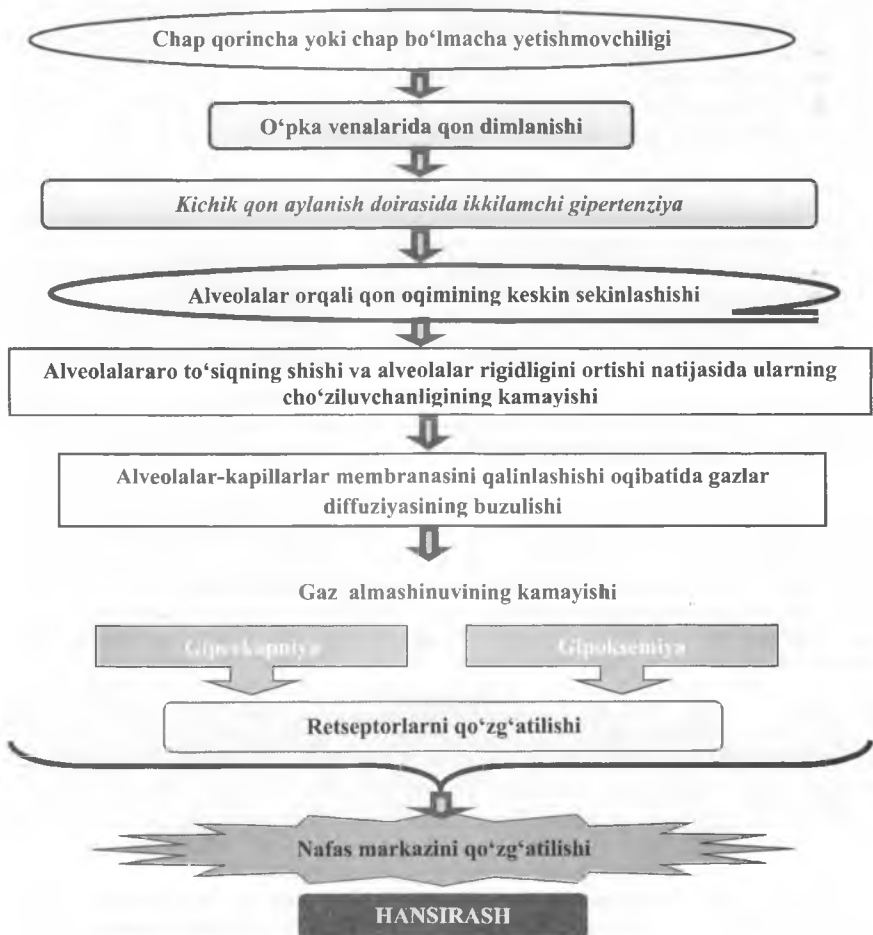 Chap qorincha yoki chap bo‘lmacha yetishmovchiligi
O‘pka venalarida qon dimlanishi
Kichik qon aylanish doirasida ikkilamchi gipertenziya
Alveolalar orqali qon oqimining keskin sekinlashishi
Alveolalararo to‘siqning shishi va alveolalar rigidligini ortishi natijasida ularning
cho‘ziluvchanligining kamayishi
Alveolalar-kapillarlar membranasini qalinlashishi oqibatida gazlar
diffuziyasining buzulishi
Gaz almashinuvining kamayishi
Gipoksemiya
Retseptorlarni qo‘zg‘atilishi
Nafas markazini qo‘zg‘atilishi
HANSIRASH